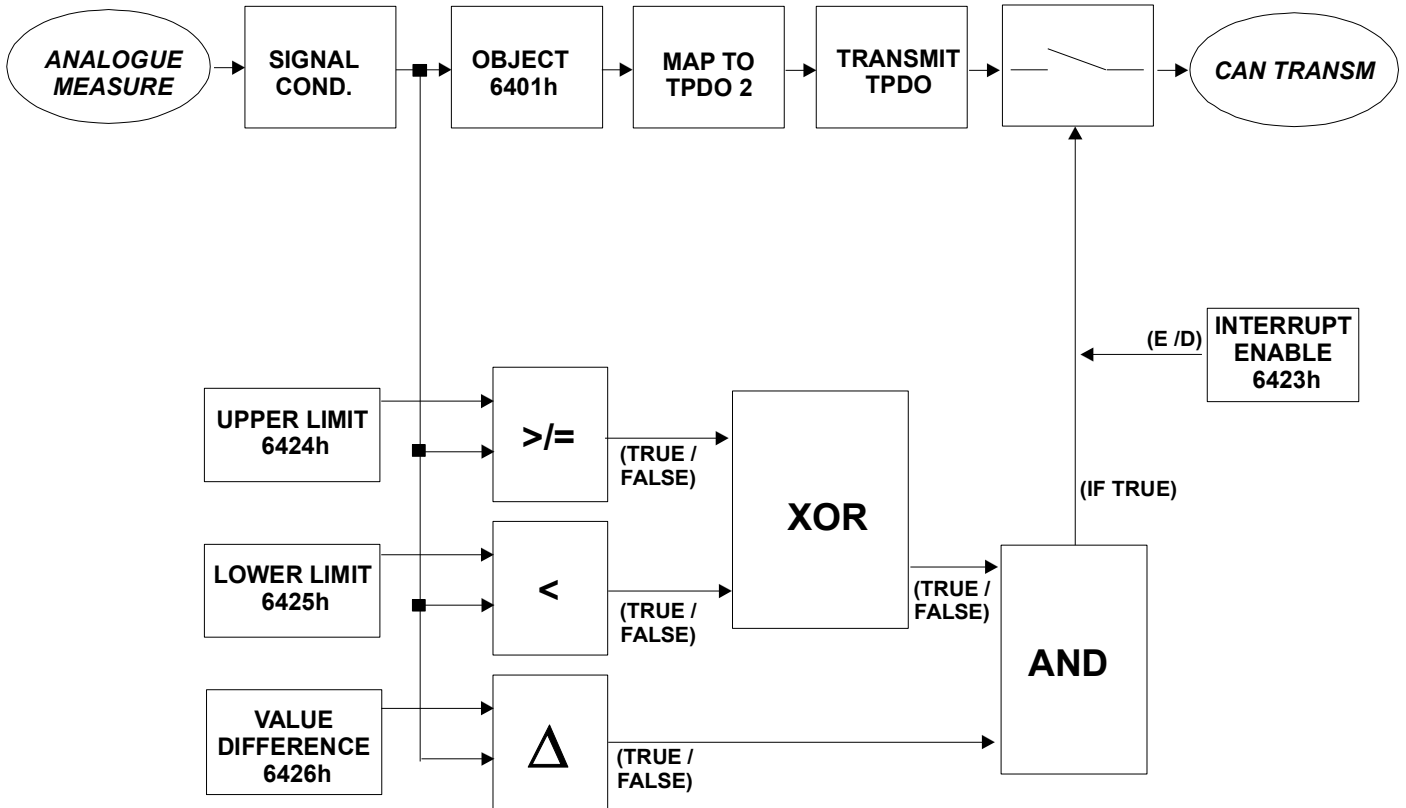 ANALOGUE
MEASURE
SIGNAL
COND.
OBJECT
6401h
MAP TO
TPDO 2
TRANSMIT
TPDO
CAN TRANSM
(E /D)
INTERRUPT
ENABLE
6423h
UPPER LIMIT
6424h
>/=
(TRUE /
FALSE)
XOR
(IF TRUE)
LOWER LIMIT
6425h
<
(TRUE /
FALSE)
(TRUE /
FALSE)
AND
VALUE
DIFFERENCE
6426h
Δ
(TRUE /
FALSE)